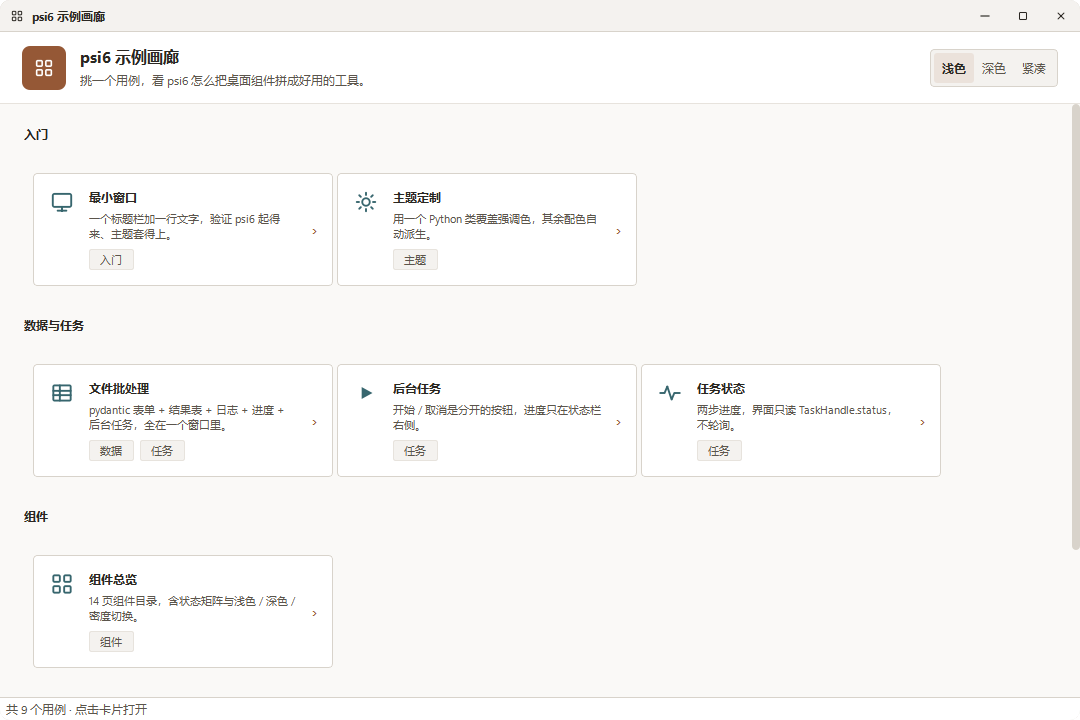 psi6 示例画廊
psi6 示例画廊
挑一个用例，看 psi6 怎么把桌面组件拼成好用的工具。
浅色 深色 紧凑
入门
最小窗口
一个标题栏加一行文字，验证 psi6 起得
来、主题套得上。
入门
主题定制
用一个 Python 类覆盖强调色，其余配色自
动派生。
主题
数据与任务
文件批处理
pydantic 表单 + 结果表 + 日志 + 进度 +
后台任务，全在一个窗口里。
数据 任务
后台任务
开始 / 取消是分开的按钮，进度只在状态栏
右侧。
任务
任务状态
两步进度，界面只读 TaskHandle.status，
不轮询。
任务
组件
组件总览
14 页组件目录，含状态矩阵与浅色 / 深色 /
密度切换。
组件
共 9 个用例 · 点击卡片打开